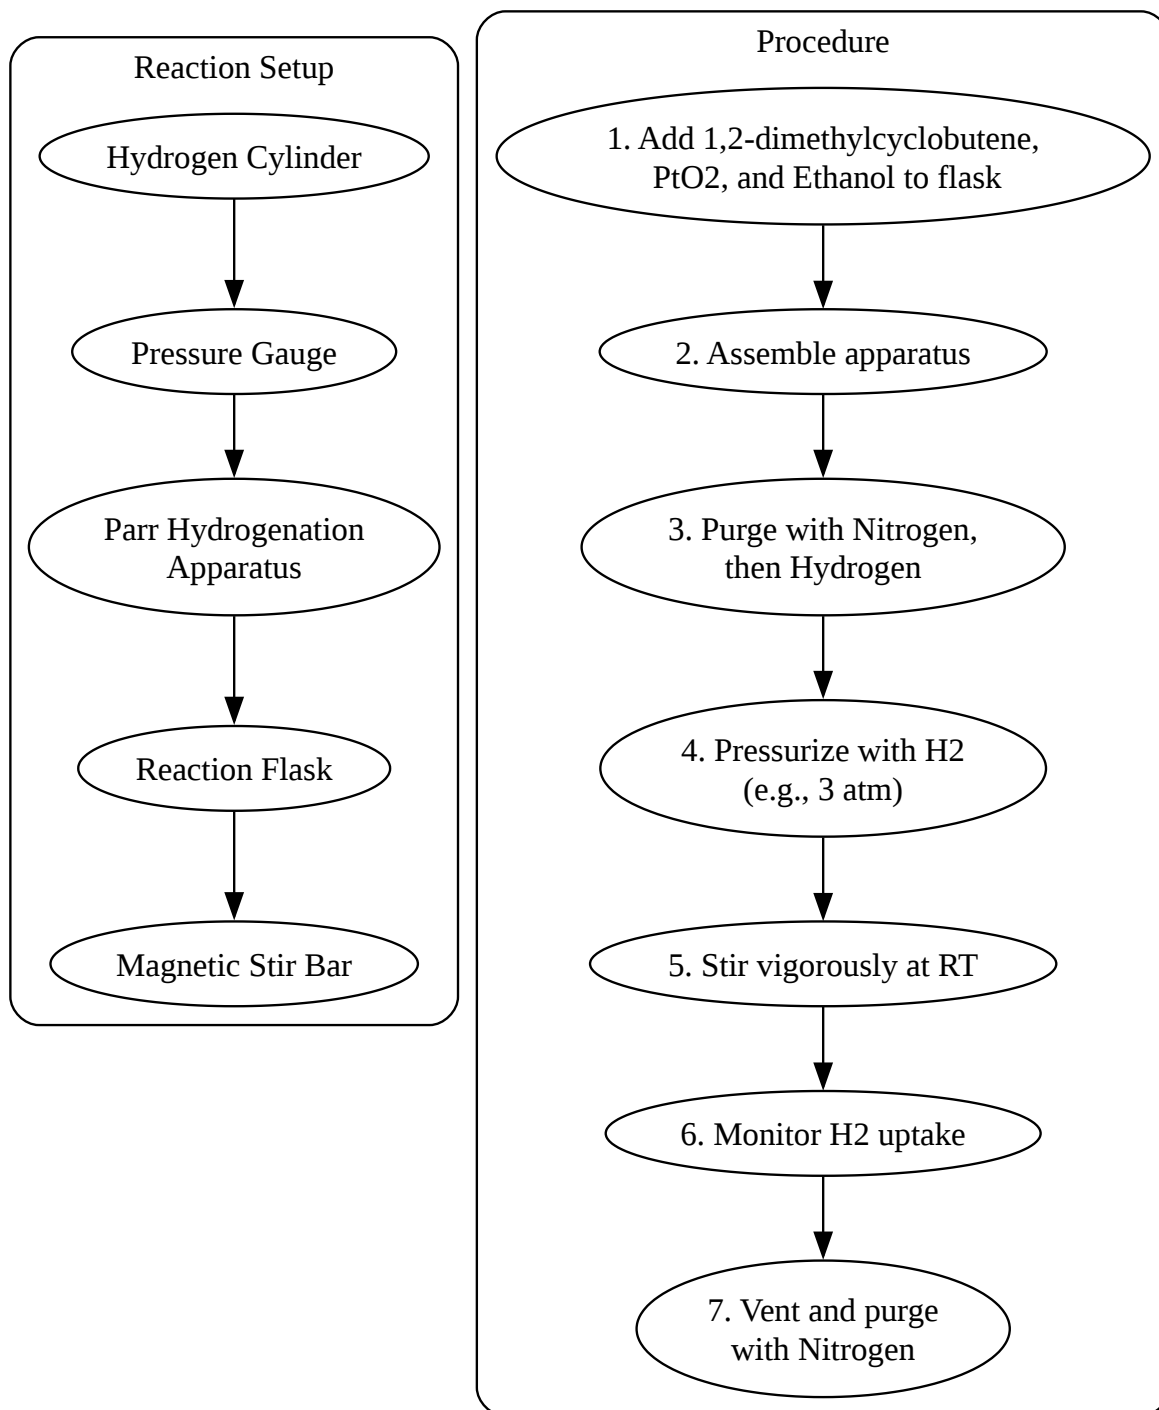 Reaction Setup
Hydrogen Cylinder
Pressure Gauge
Parr Hydrogenation
Apparatus
Reaction Flask
Magnetic Stir Bar
Procedure
1. Add 1,2-dimethylcyclobutene,
PtO2, and Ethanol to flask
2. Assemble apparatus
3. Purge with Nitrogen,
then Hydrogen
4. Pressurize with H2
(e.g., 3 atm)
5. Stir vigorously at RT
6. Monitor H2 uptake
7. Vent and purge
with Nitrogen